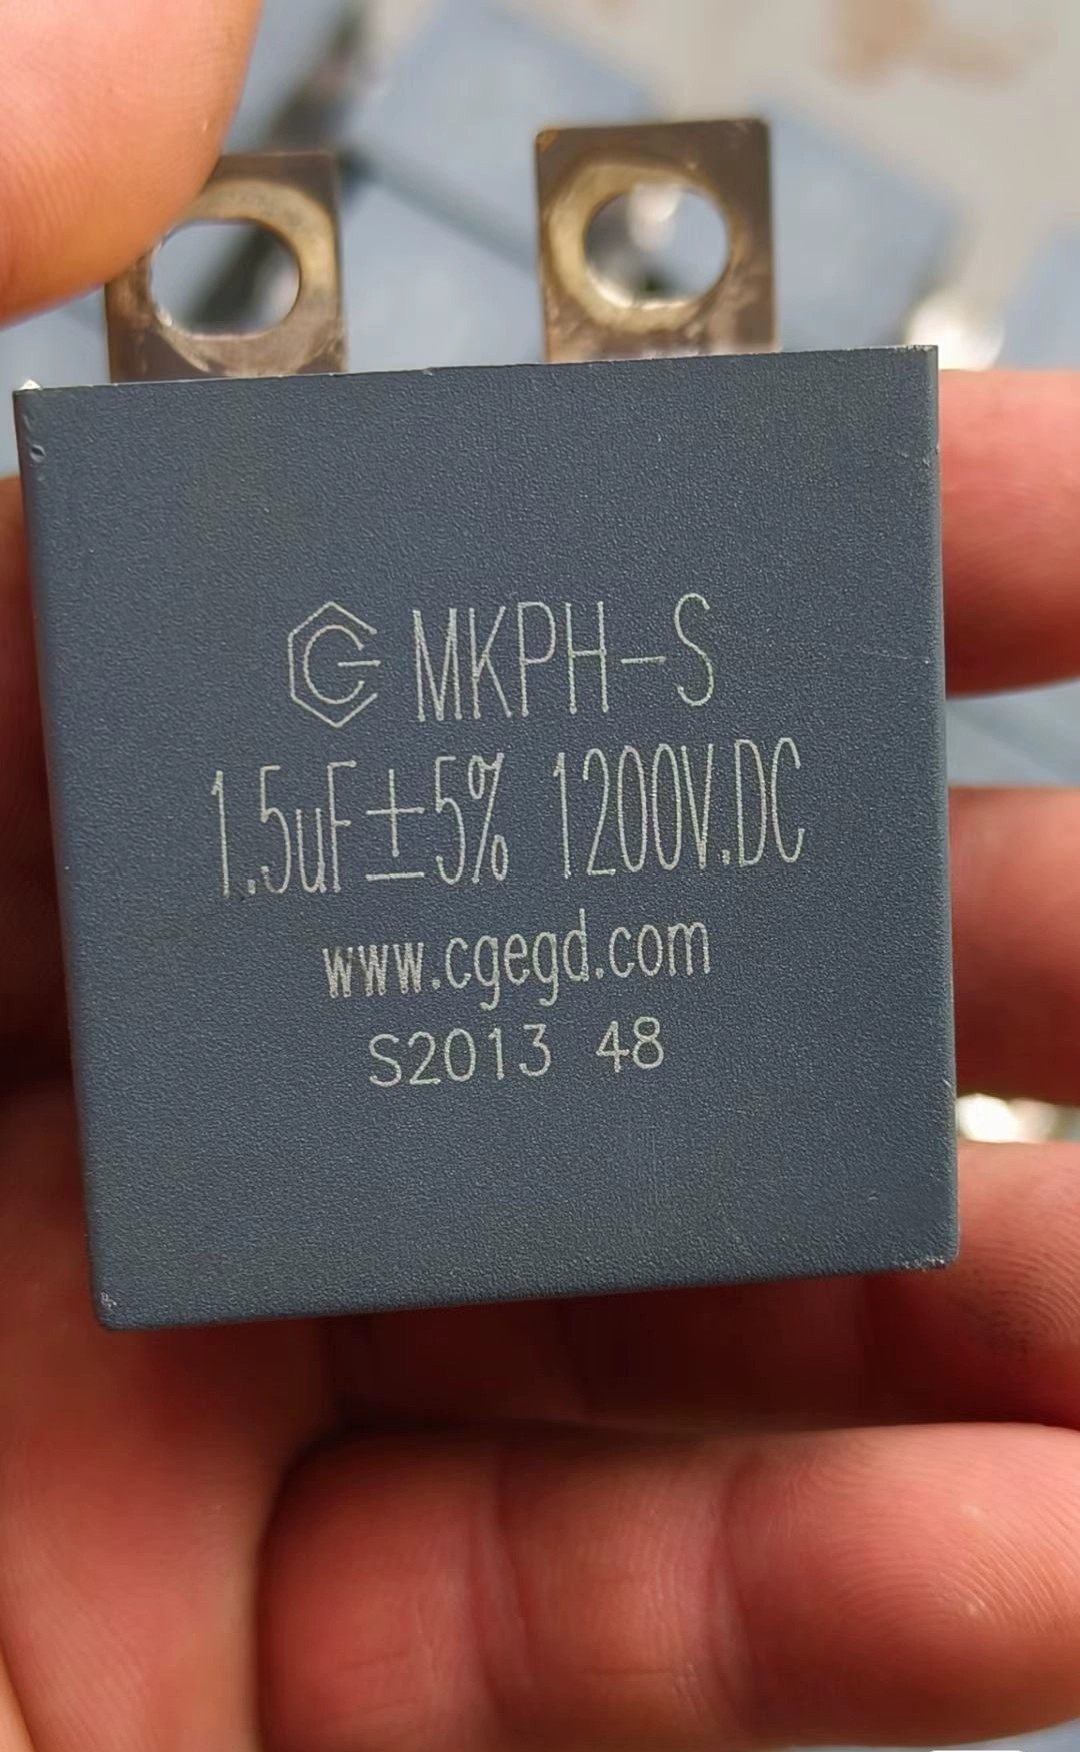 MKPH-S
1.5uF±5% 1200V.DC
www.cgegd.com
S2013 48